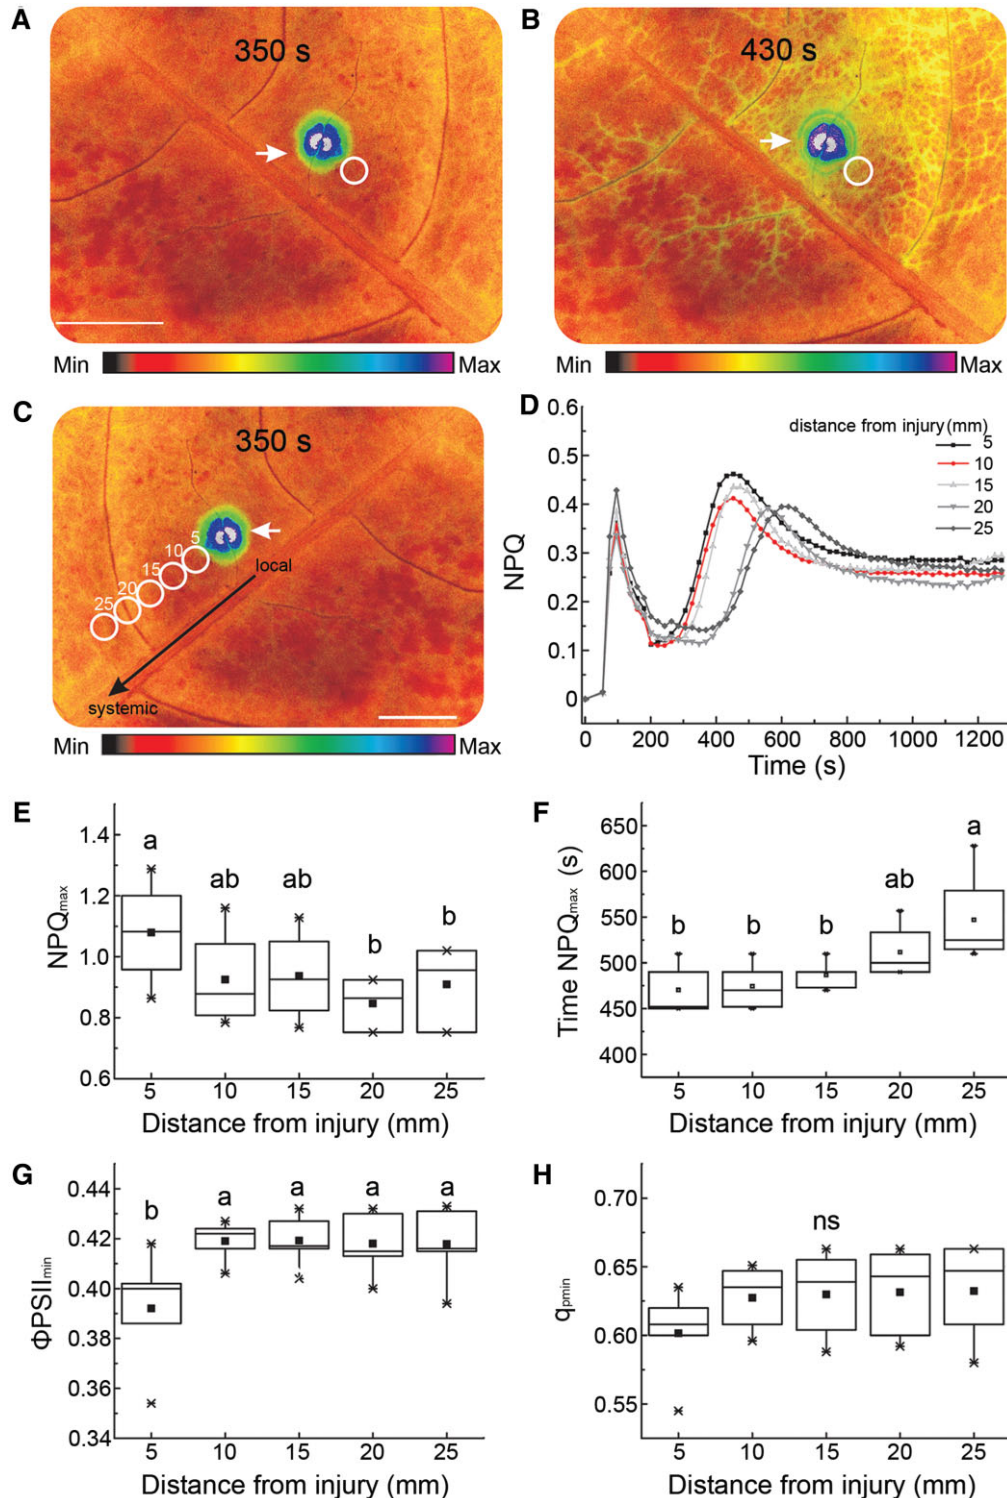 A
350 s
Min Max
B
430 s
Min Max
C
350 s
5
10
15
20
25
local
systemic
Min Max
D
0.6
0.5
0.4
0.3
0.2
0.1
0
NPQ
distance from injury (mm)
5
10
15
20
25
0 200 400 600 800 1000 1200
Time (s)
E
1.4
1.2
1.0
0.8
0.6
NPQmax
a ab ab b b
5 10 15 20 25
Distance from injury (mm)
F
650
600
550
500
450
400
Time NPQmax (s)
b b b ab a
5 10 15 20 25
Distance from injury (mm)
G
0.44
0.42
0.40
0.38
0.36
0.34
ΦPSIImin
b a a a a
5 10 15 20 25
Distance from injury (mm)
H
0.70
0.65
0.60
0.55
qpmin
ns
5 10 15 20 25
Distance from injury (mm)